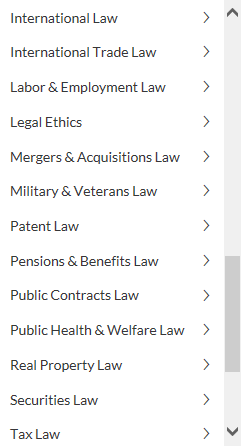 International Law
International Trade Law
Labor & Employment Law
Legal Ethics
Mergers & Acquisitions Law
Military & Veterans Law
Patent Law
Pensions & Benefits Law
Public Contracts Law
Public Health & Welfare Law
Real Property Law
Securities Law
Tax Law